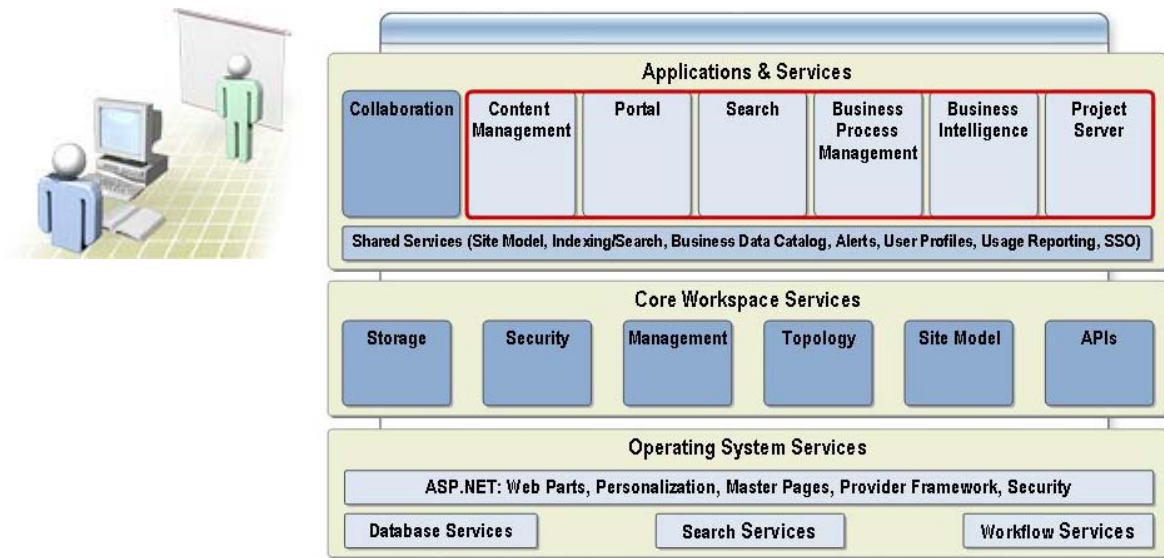 Applications & Services
Collaboration
Content
Management
Portal
Search
Business
Process
Management
Business
Intelligence
Project
Server
Shared Services (Site Model, Indexing/Search, Business Data Catalog, Alerts, User Profiles, Usage Reporting, SSO)
Core Workspace Services
Storage
Security
Management
Topology
Site Model
APIs
Operating System Services
ASP.NET: Web Parts, Personalization, Master Pages, Provider Framework, Security
Database Services
Search Services
Workflow Services